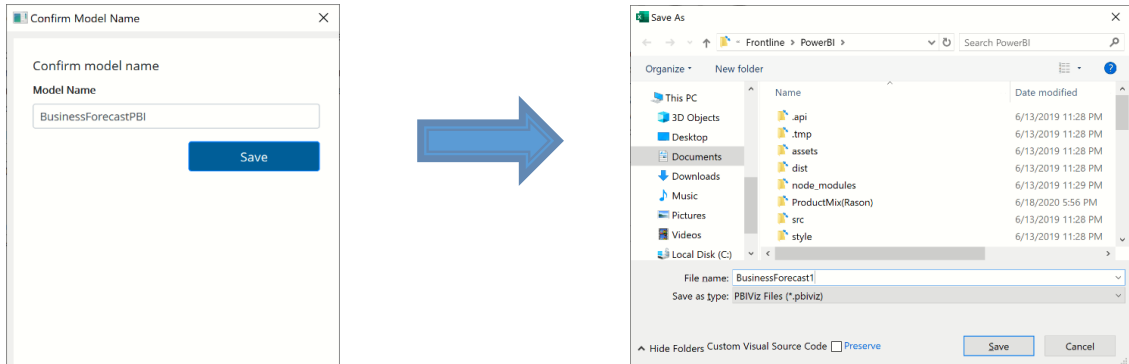 Confirm Model Name
Confirm model name
Model Name
BusinessForecastPBI
Save
Save As
Frontline > PowerBI >
Search PowerBI
Organize
New folder
This PC
3D Objects
Desktop
Documents
Downloads
Music
Pictures
Videos
Local Disk (C:)
Name Date modified
.api 6/13/2019 11:28 PM
.tmp 6/13/2019 11:28 PM
assets 6/13/2019 11:28 PM
dist 6/13/2019 11:28 PM
node_modules 6/13/2019 11:29 PM
ProductMix(Rason) 6/18/2020 5:56 PM
src 6/13/2019 11:28 PM
style 6/13/2019 11:28 PM
File name: BusinessForecast1
Save as type: PBIViz Files (*.pbiviz)
Hide Folders Custom Visual Source Code Preserve Save Cancel